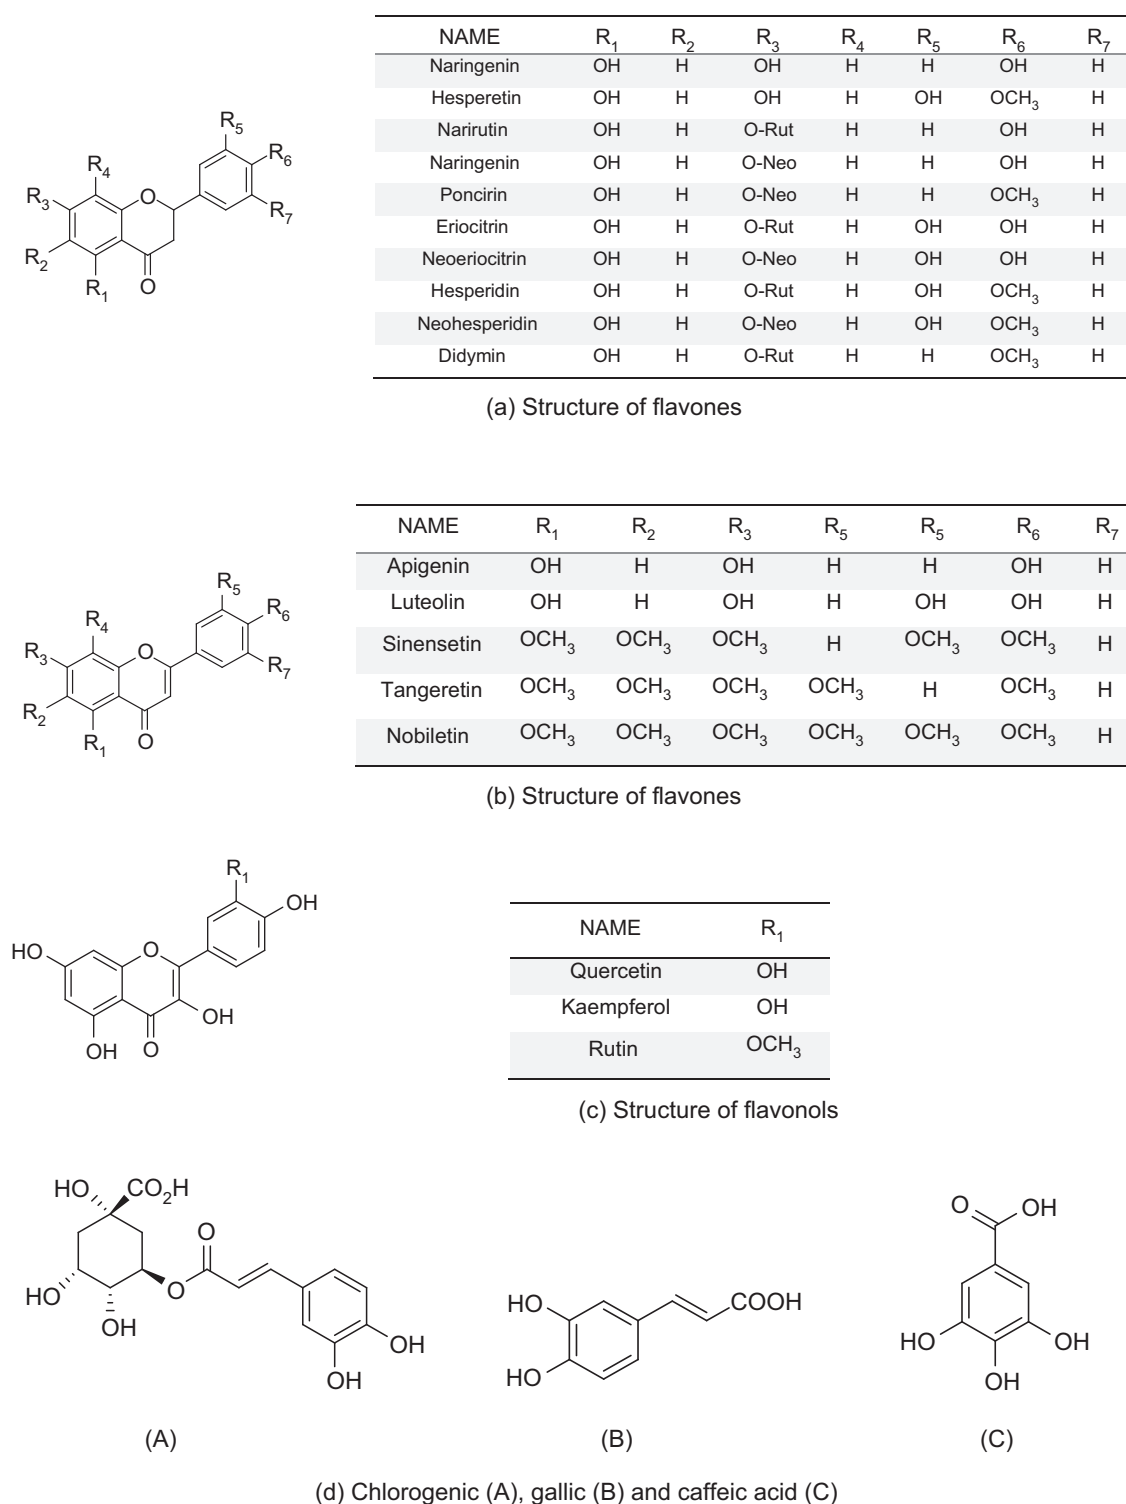 NAME R1 R2 R3 R4 R5 R6 R7
Naringenin OH H OH H H OH H
Hesperetin OH H OH H OH OCH3 H
Narirutin OH H O-Rut H H OH H
Naringenin OH H O-Neo H H OH H
Poncirin OH H O-Neo H H OCH3 H
Eriocitrin OH H O-Rut H OH OH H
Neoeriocitrin OH H O-Neo H OH OH H
Hesperidin OH H O-Rut H OH OCH3 H
Neohesperidin OH H O-Neo H OH OCH3 H
Didymin OH H O-Rut H H OCH3 H
R5
R4 R6
R3 O
R7
R2
R1 O
(a) Structure of flavones
NAME R1 R2 R3 R5 R5 R6 R7
Apigenin OH H OH H H OH H
Luteolin OH H OH H OH OH H
Sinensetin OCH3 OCH3 OCH3 H OCH3 OCH3 H
Tangeretin OCH3 OCH3 OCH3 OCH3 H OCH3 H
Nobiletin OCH3 OCH3 OCH3 OCH3 OCH3 OCH3 H
R5
R4 R6
R3 O
R7
R2
R1 O
(b) Structure of flavones
R1
OH
HO O
OH
OH O
NAME R1
Quercetin OH
Kaempferol OH
Rutin OCH3
(c) Structure of flavonols
HO CO2H
O
HO O
OH OH
OH
HO COOH
HO
O OH
HO OH
OH
(A) (B) (C)
(d) Chlorogenic (A), gallic (B) and caffeic acid (C)